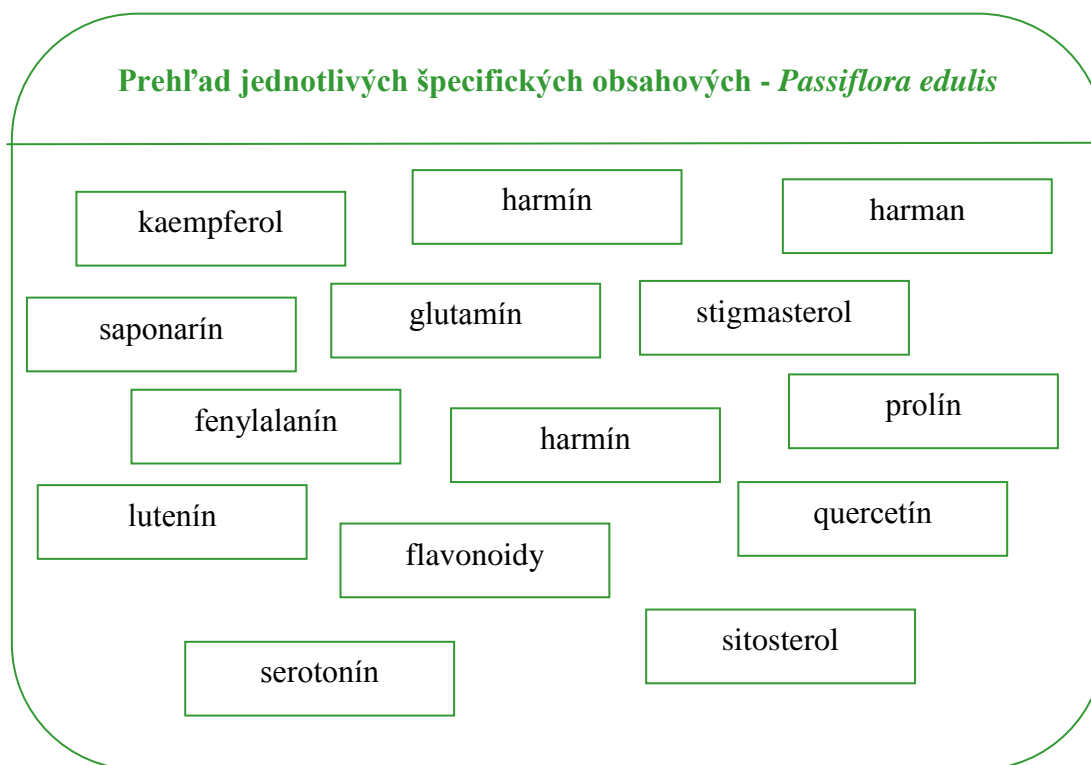 Prehľad jednotlivých špecifických obsahových - Passiflora edulis
kaempferol
harmín
harman
saponarín
glutamín
stigmasterol
fenylalanín
harmín
prolín
lutenín
flavonoidy
quercetín
serotonín
sitosterol